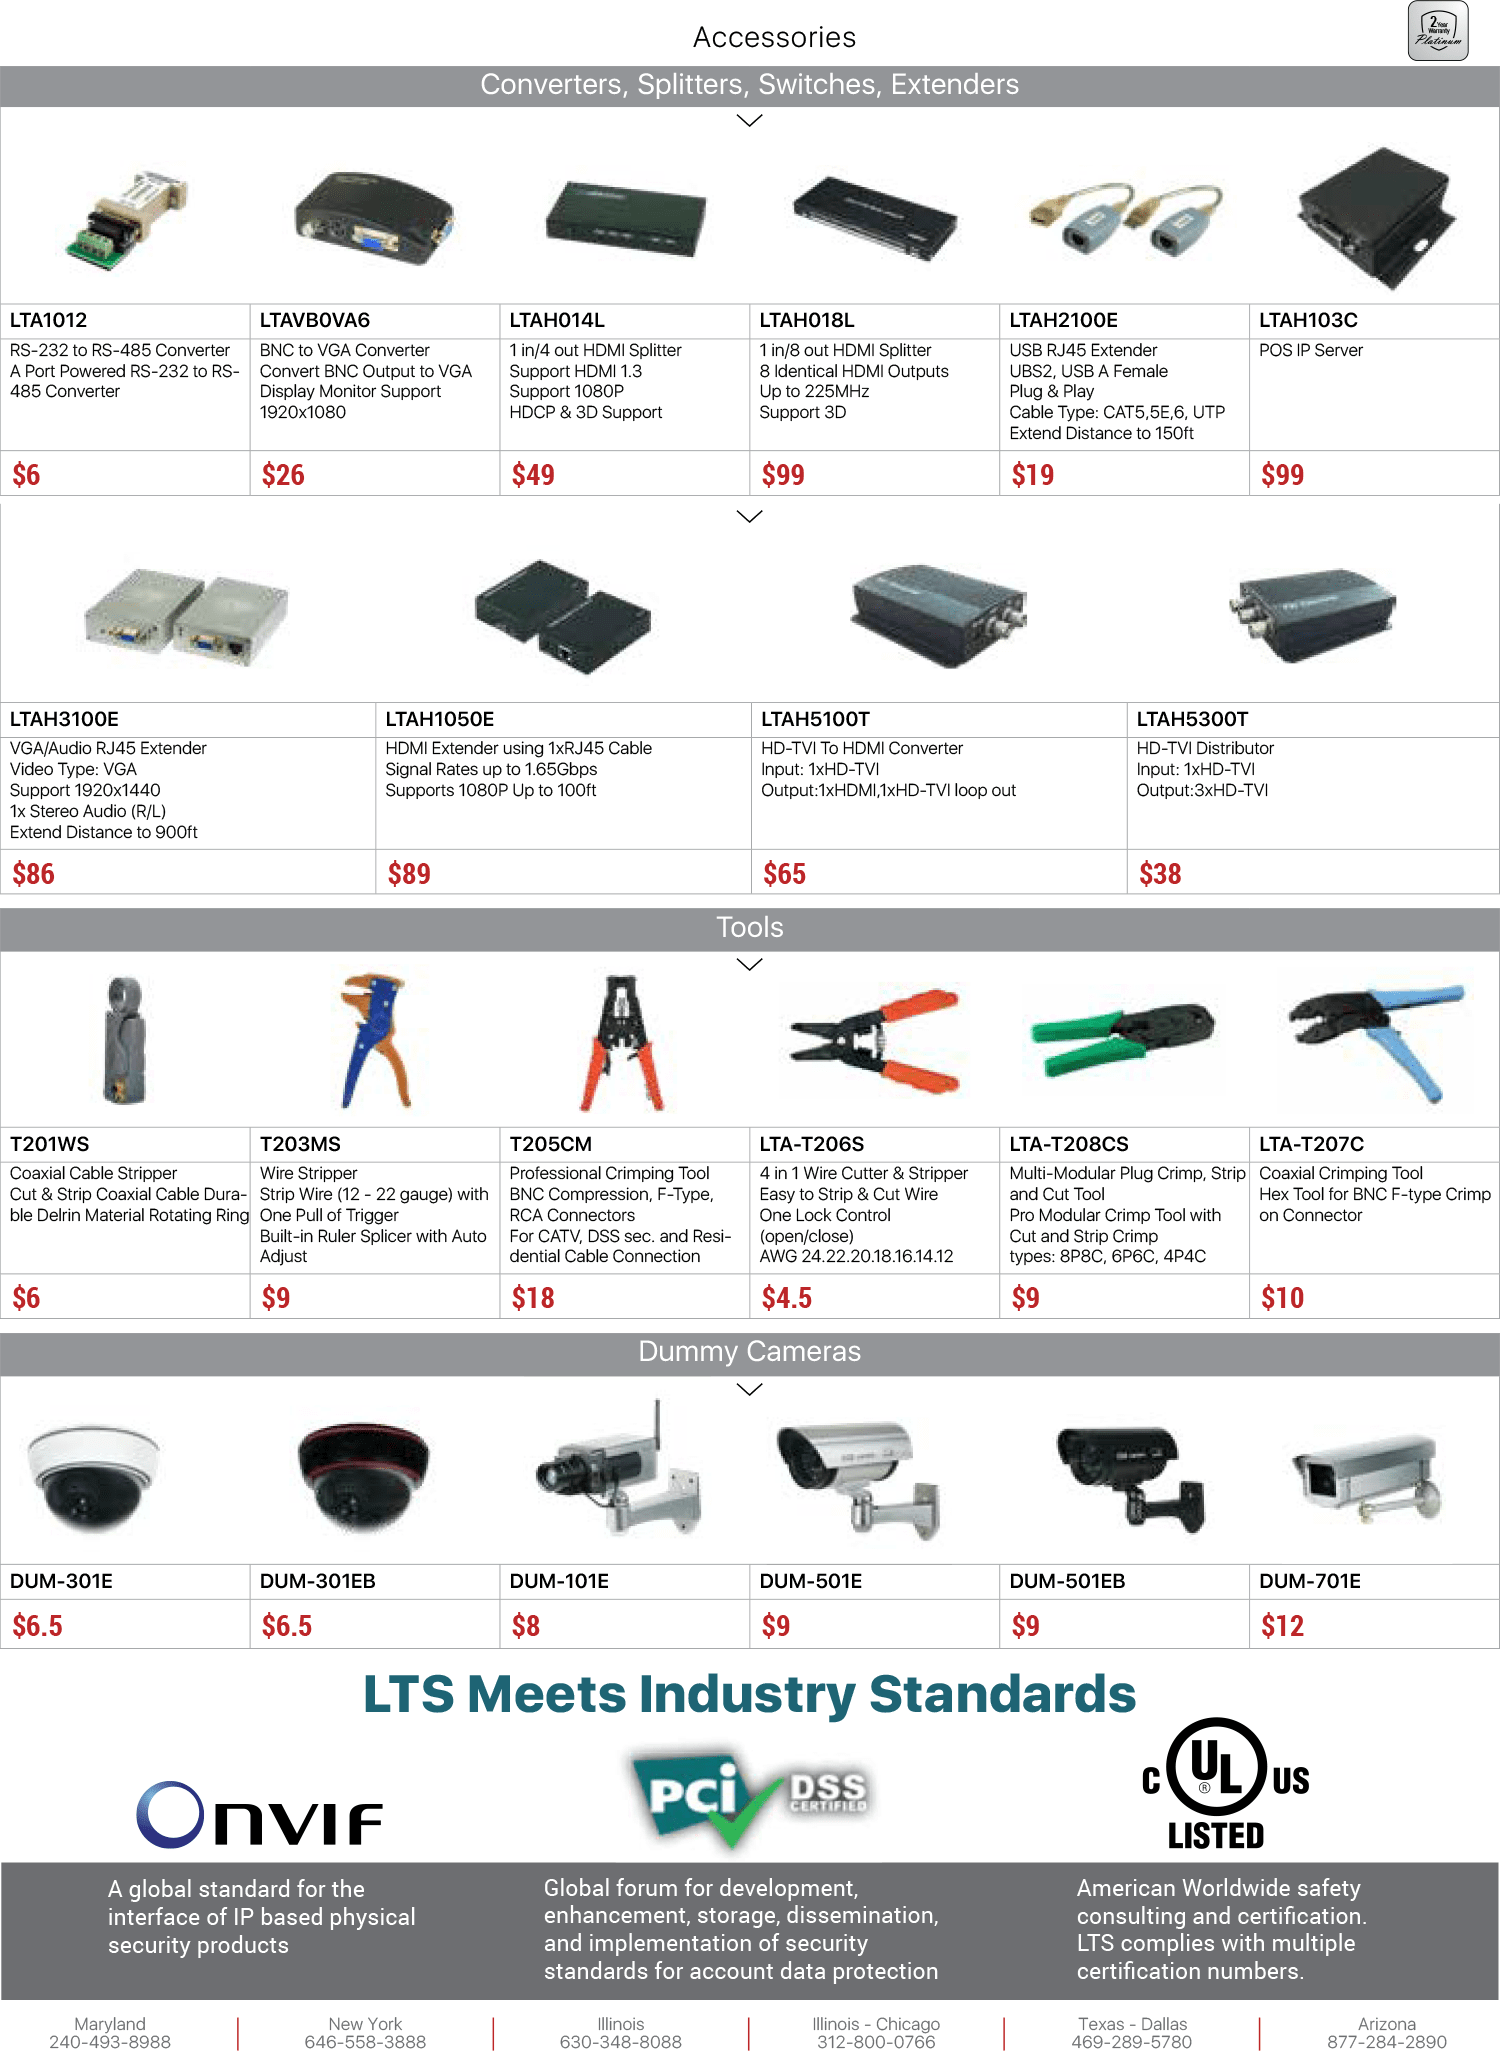 Accessories
2 Year
Warranty
Platinum
Converters, Splitters, Switches, Extenders
LTA1012
RS-232 to RS-485 Converter
A Port Powered RS-232 to RS-
485 Converter
$6
LTAVB0VA6
BNC to VGA Converter
Convert BNC Output to VGA
Display Monitor Support
1920x1080
$26
LTAH014L
1 in/4 out HDMI Splitter
Support HDMI 1.3
Support 1080P
HDCP & 3D Support
$49
LTAH018L
1 in/8 out HDMI Splitter
8 Identical HDMI Outputs
Up to 225MHz
Support 3D
$99
LTAH2100E
USB RJ45 Extender
UBS2, USB A Female
Plug & Play
Cable Type: CAT5,5E,6, UTP
Extend Distance to 150ft
$19
LTAH103C
POS IP Server
$99
LTAH3100E
VGA/Audio RJ45 Extender
Video Type: VGA
Support 1920x1440
1x Stereo Audio (R/L)
Extend Distance to 900ft
$86
LTAH1050E
HDMI Extender using 1xRJ45 Cable
Signal Rates up to 1.65Gbps
Supports 1080P Up to 100ft
$89
LTAH5100T
HD-TVI To HDMI Converter
Input: 1xHD-TVI
Output:1xHDMI,1xHD-TVI loop out
$65
LTAH5300T
HD-TVI Distributor
Input: 1xHD-TVI
Output:3xHD-TVI
$38
Tools
T201WS
Coaxial Cable Stripper
Cut & Strip Coaxial Cable Dura-
ble Delrin Material Rotating Ring
$6
T203MS
Wire Stripper
Strip Wire (12 - 22 gauge) with
One Pull of Trigger
Built-in Ruler Splicer with Auto
Adjust
$9
T205CM
Professional Crimping Tool
BNC Compression, F-Type,
RCA Connectors
For CATV, DSS sec. and Resi-
dential Cable Connection
$18
LTA-T206S
4 in 1 Wire Cutter & Stripper
Easy to Strip & Cut Wire
One Lock Control
(open/close)
AWG 24.22.20.18.16.14.12
$4.5
LTA-T208CS
Multi-Modular Plug Crimp, Strip
and Cut Tool
Pro Modular Crimp Tool with
Cut and Strip Crimp
types: 8P8C, 6P6C, 4P4C
$9
LTA-T207C
Coaxial Crimping Tool
Hex Tool for BNC F-type Crimp
on Connector
$10
Dummy Cameras
DUM-301E
$6.5
DUM-301EB
$6.5
DUM-101E
$8
DUM-501E
$9
DUM-501EB
$9
DUM-701E
$12
LTS Meets Industry Standards
Onvif
PCi
DSS
CERTIFIED
C UL ® US
LISTED
A global standard for the
interface of IP based physical
security products
Global forum for development,
enhancement, storage, dissemination,
and implementation of security
standards for account data protection
American Worldwide safety
consulting and certification.
LTS complies with multiple
certification numbers.
Maryland
240-493-8988
New York
646-558-3888
Illinois
630-348-8088
Illinois - Chicago
312-800-0766
Texas - Dallas
469-289-5780
Arizona
877-284-2890